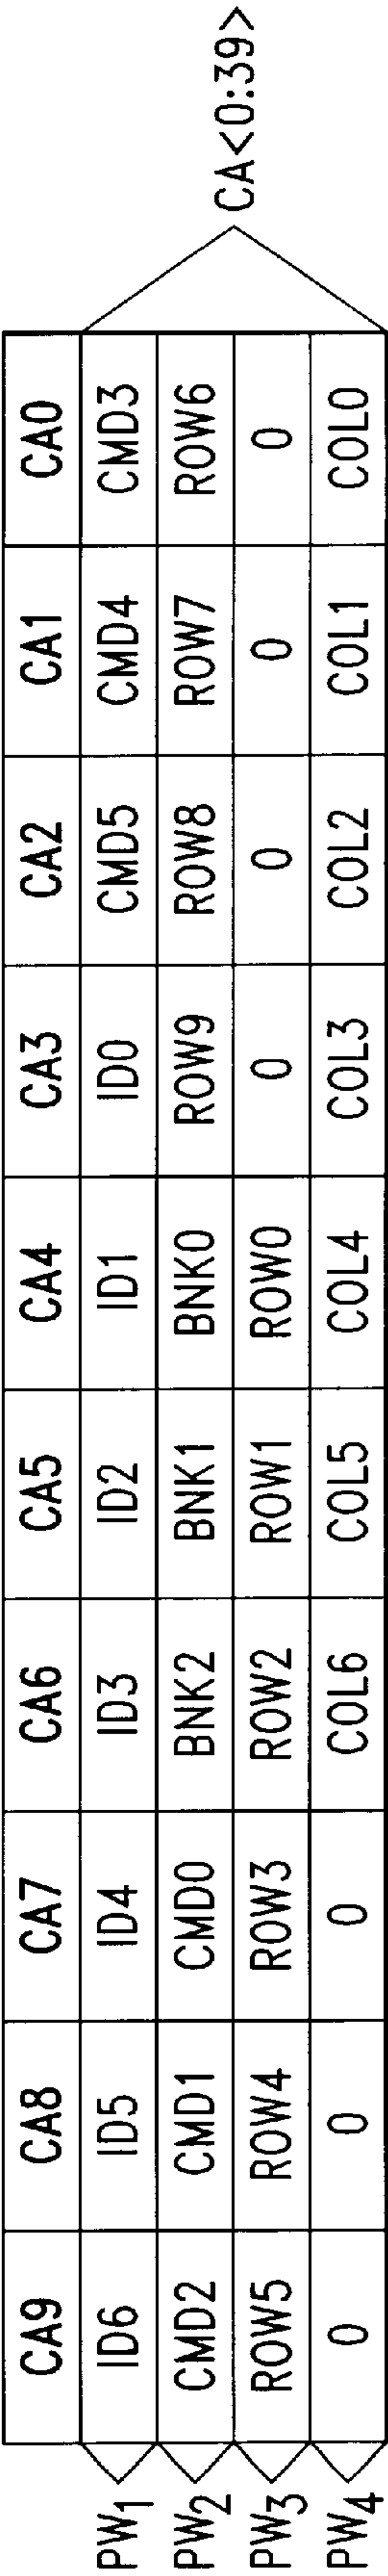 CA9 CA8 CA7 CA6 CA5 CA4 CA3 CA2 CA1 CA0
PW1 ID6 ID5 ID4 ID3 ID2 ID1 ID0 CMD5 CMD4 CMD3
PW2 CMD2 CMD1 CMD0 BNK2 BNK1 BNK0 ROW9 ROW8 ROW7 ROW6
PW3 ROW5 ROW4 ROW3 ROW2 ROW1 ROW0 0 0 0 0
PW4 0 0 0 COL6 COL5 COL4 COL3 COL2 COL1 COL0
CA<0:39>